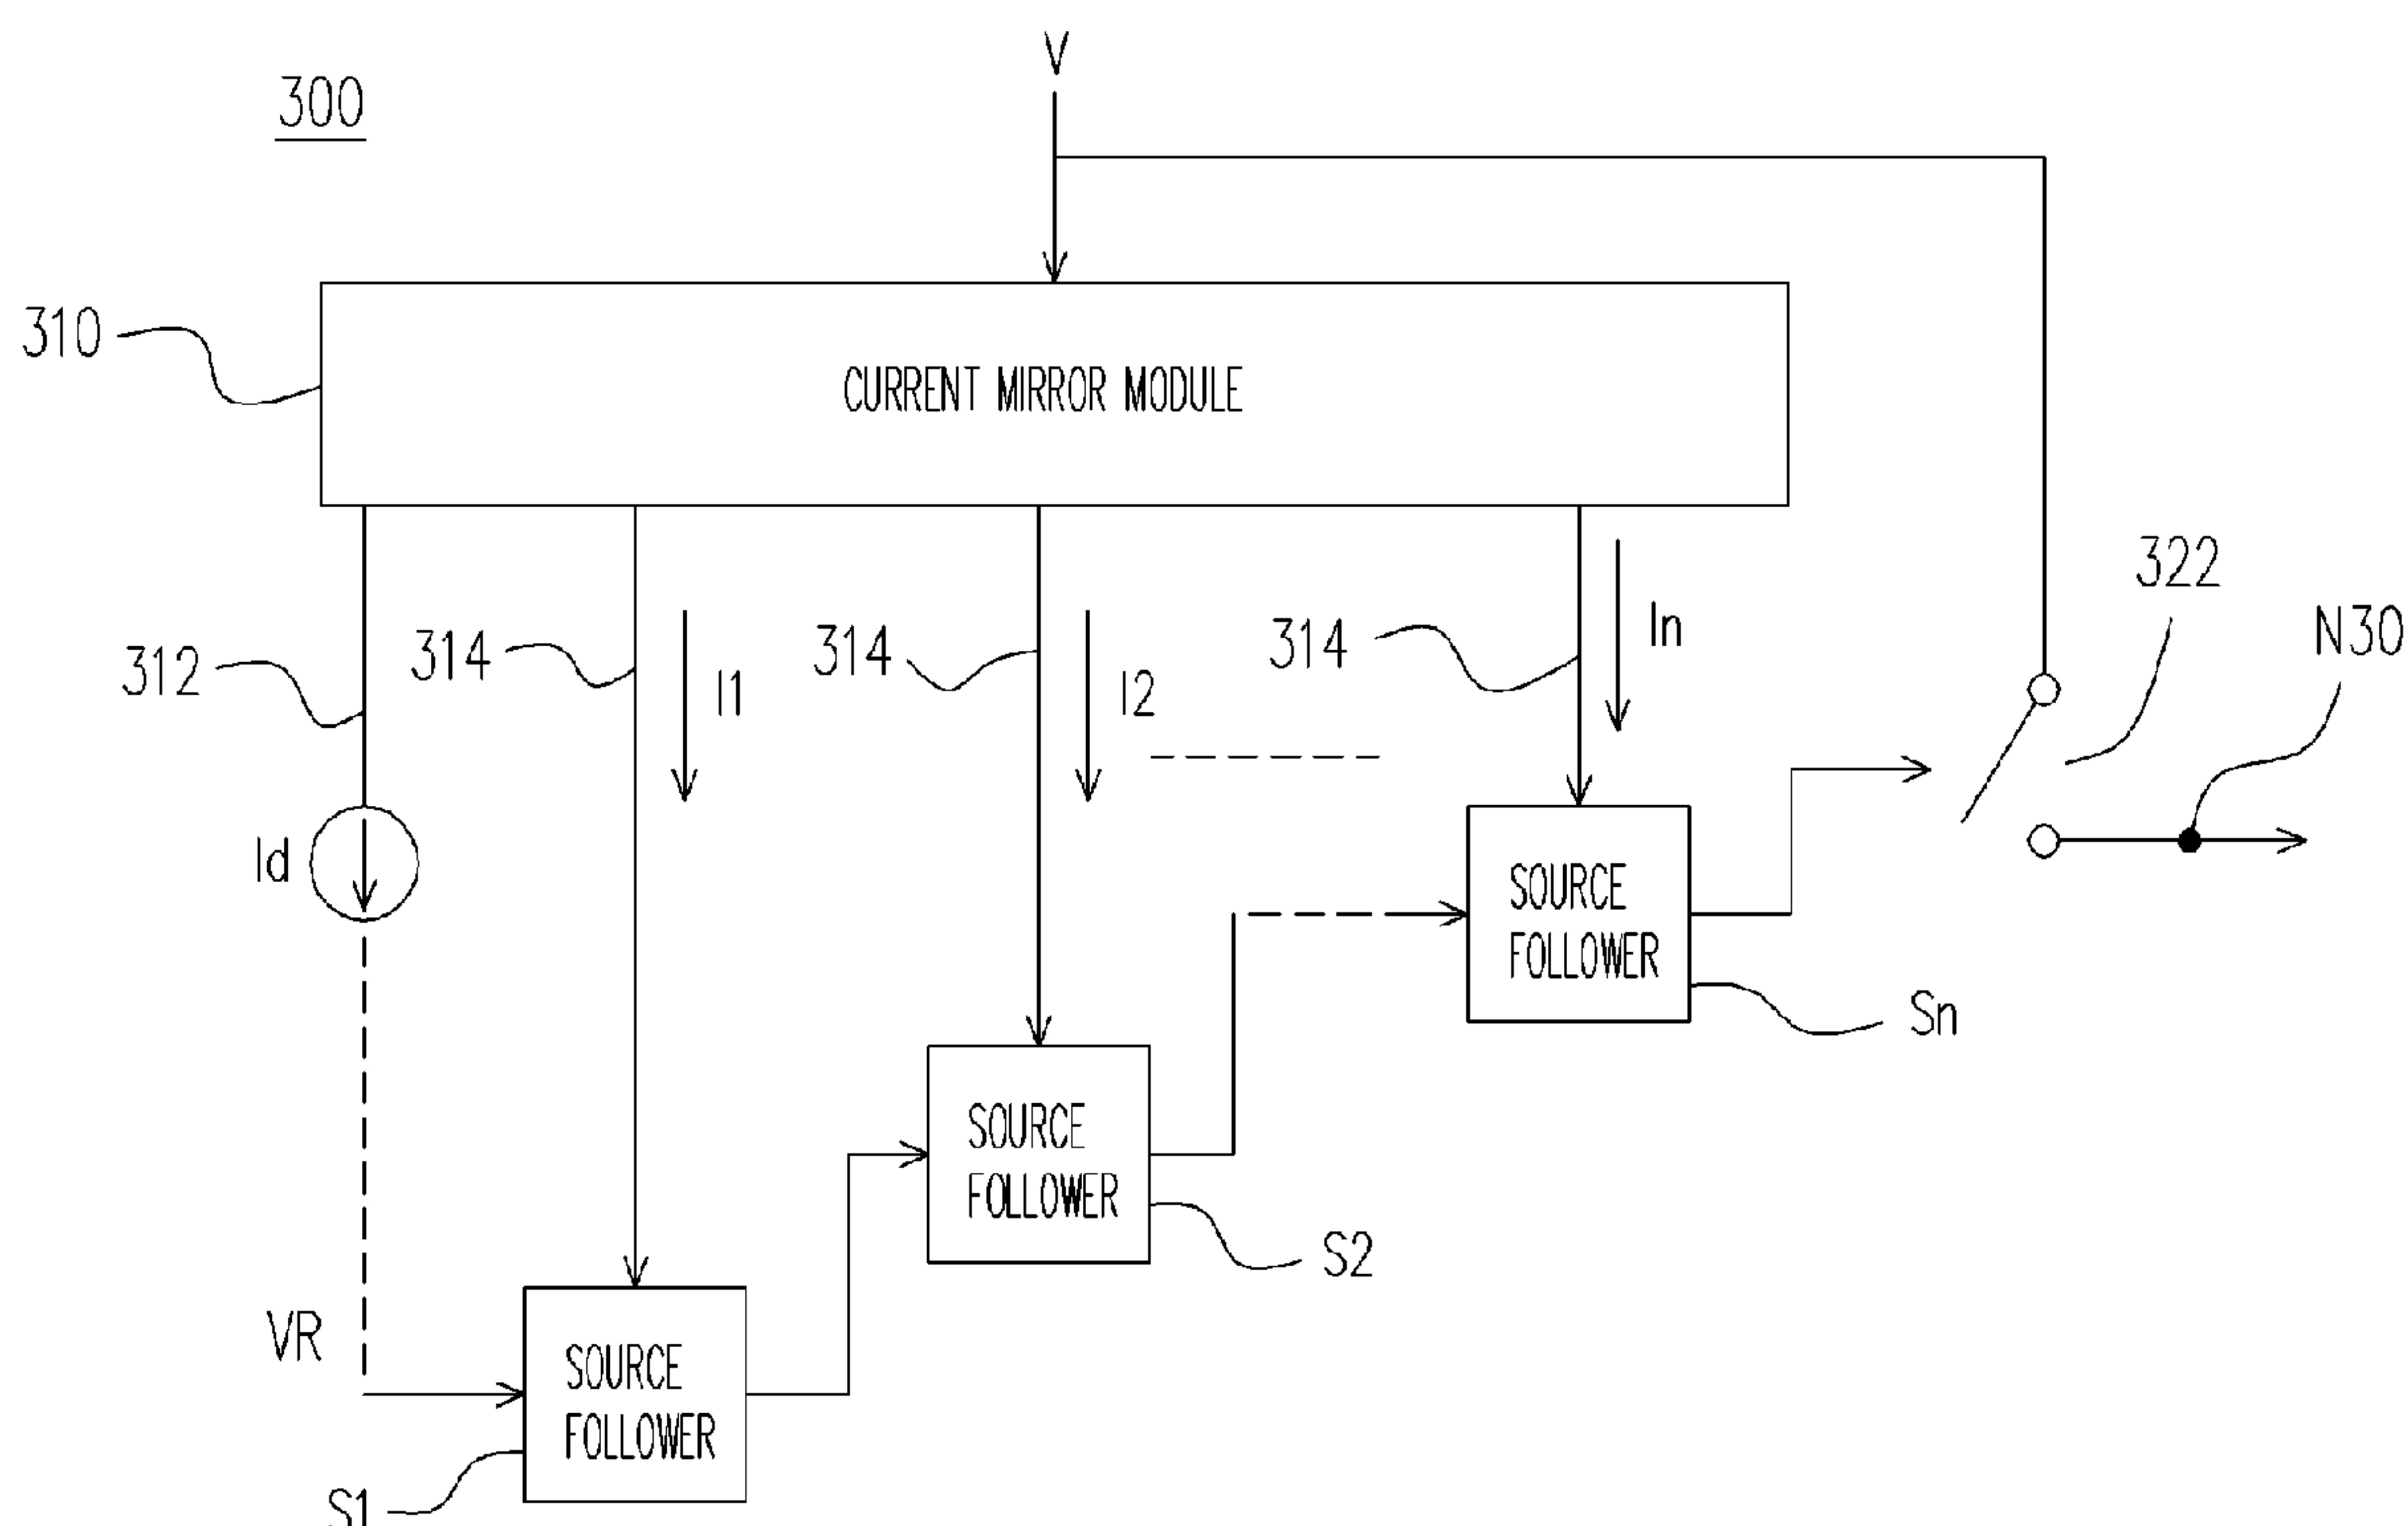 V
300
310
CURRENT MIRROR MODULE
322
N30
312
314
I1
314
I2
314
In
Id
SOURCE
FOLLOWER
Sn
SOURCE
FOLLOWER
S2
VR
SOURCE
FOLLOWER
S1